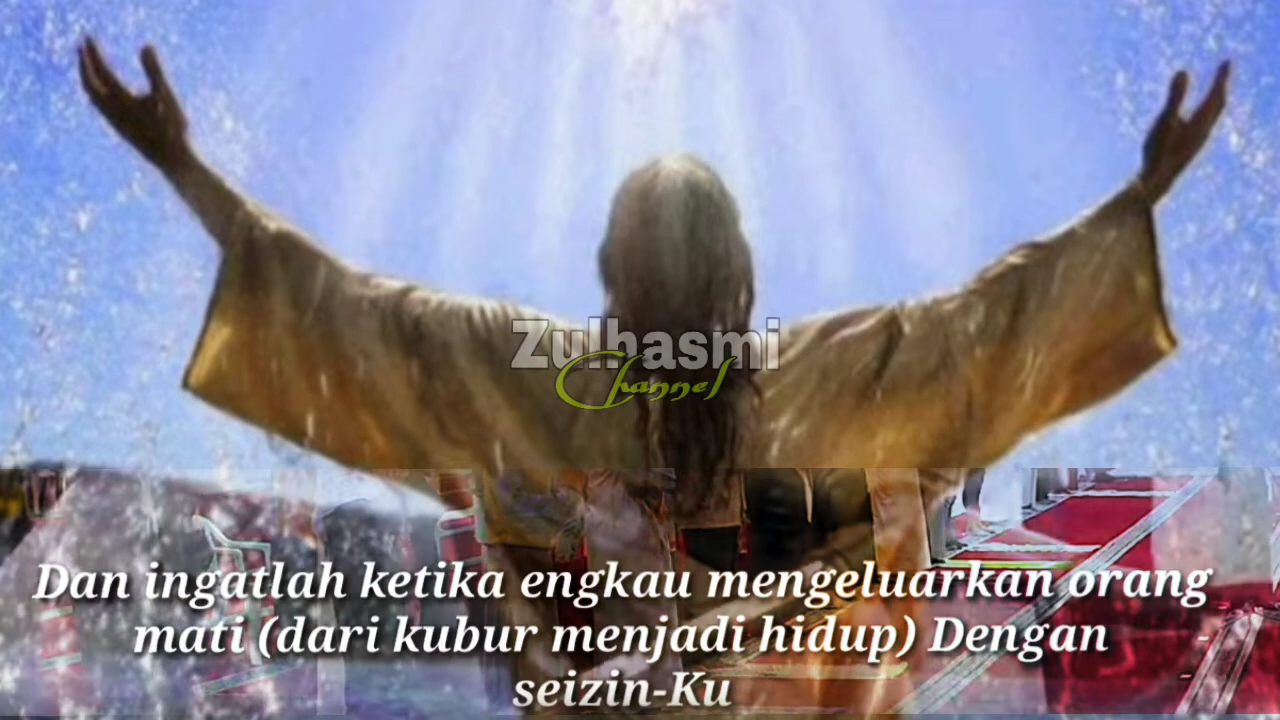 Zulhasmi
Channel
Dan ingatlah ketika engkau mengeluarkan orang
mati (dari kubur menjadi hidup) Dengan
seizin-Ku